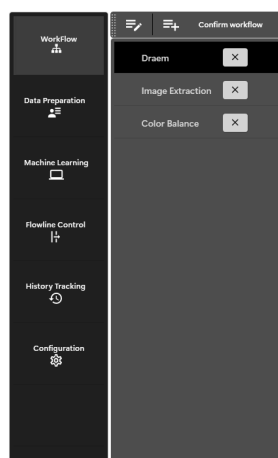 WorkFlow
Data Preparation
Machine Learning
Flowline Control
History Tracking
Configuration
Confirm workflow
Draem
Image Extraction
Color Balance